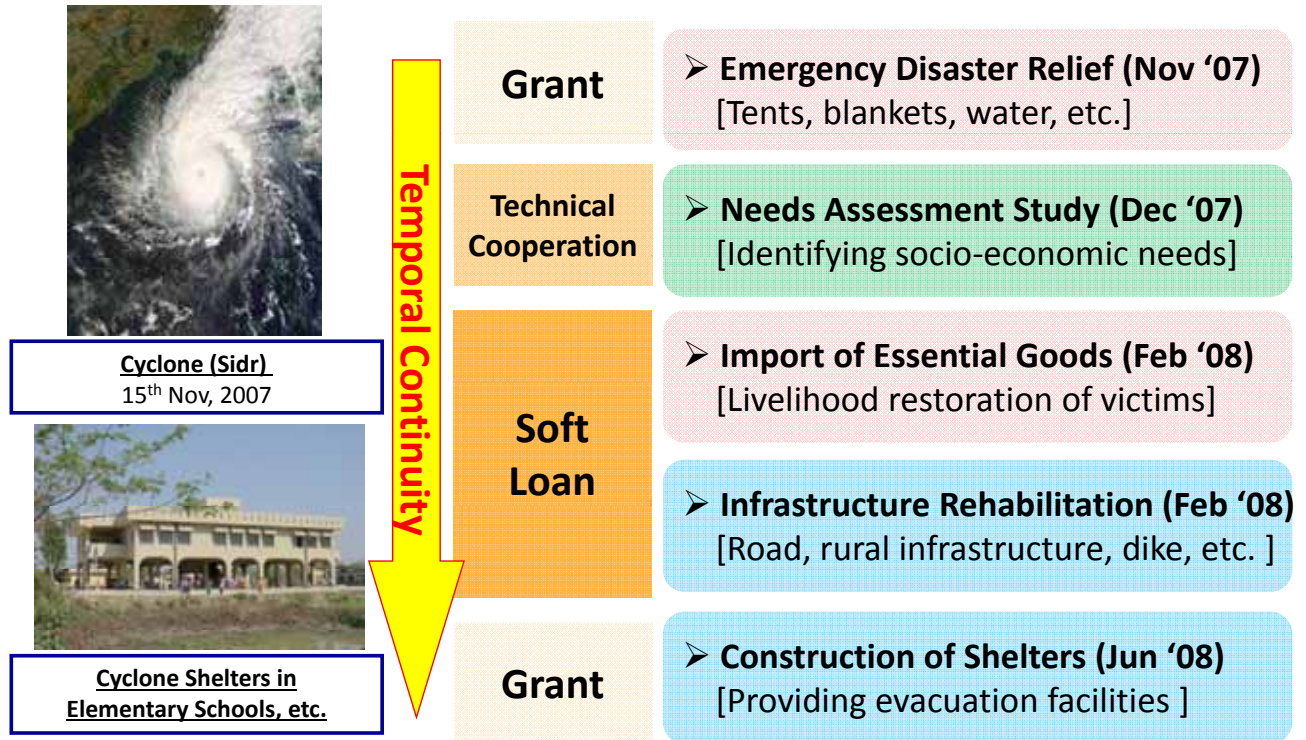 Cyclone (Sidr)
15th Nov, 2007
Cyclone Shelters in
Elementary Schools, etc.
Temporal Continuity
Grant
➢ Emergency Disaster Relief (Nov ‘07)
[Tents, blankets, water, etc.]
Technical
Cooperation
➢ Needs Assessment Study (Dec ‘07)
[Identifying socio-economic needs]
Soft
Loan
➢ Import of Essential Goods (Feb ‘08)
[Livelihood restoration of victims]
➢ Infrastructure Rehabilitation (Feb ‘08)
[Road, rural infrastructure, dike, etc. ]
Grant
➢ Construction of Shelters (Jun ‘08)
[Providing evacuation facilities ]